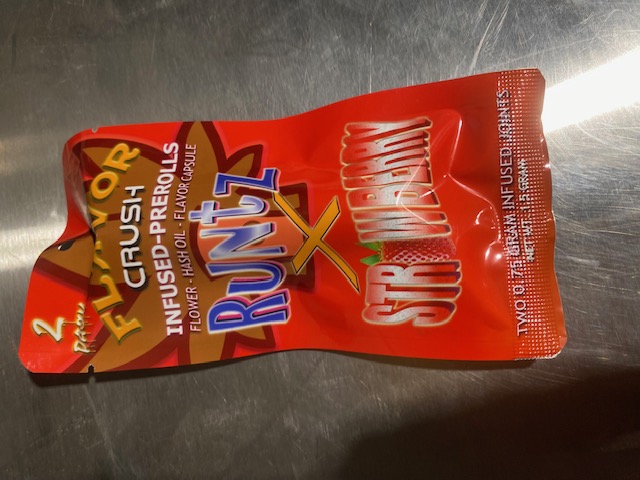 2
FLAVOR
CRUSH
INFUSED-PREROLLS
FLOWER - HASH OIL - FLAVOR CAPSULE
RUNtZ
X
STRAWBERRY
TWO 0.75 GRAM INFUSED JOINTS
NET WT. 1.5 GRAM